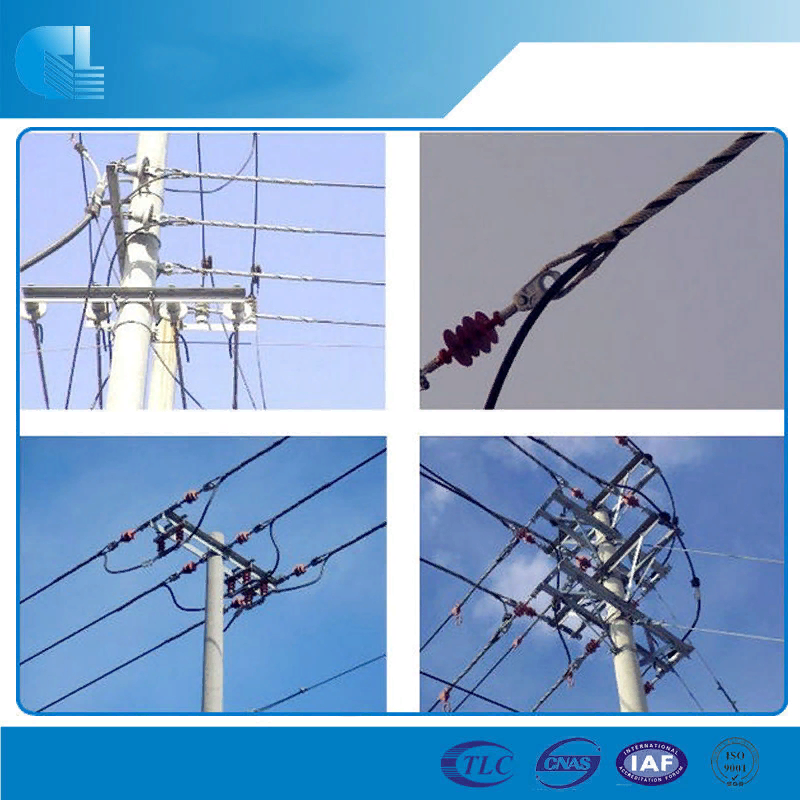 TLC
CNAS
INTERNATIONAL
IAF
ACCREDITATION FORUM
ISO
9001